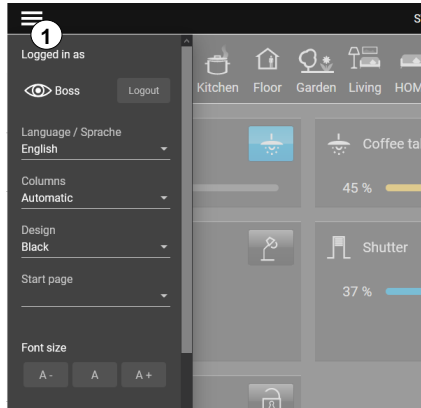 S
1
Logged in as
Boss
Logout
Kitchen
Floor
Garden
Living
HOM
Language / Sprache
English
Coffee ta
Columns
Automatic
45 %
Design
Black
Shutter
Start page
37 %
Font size
A -
A
A +